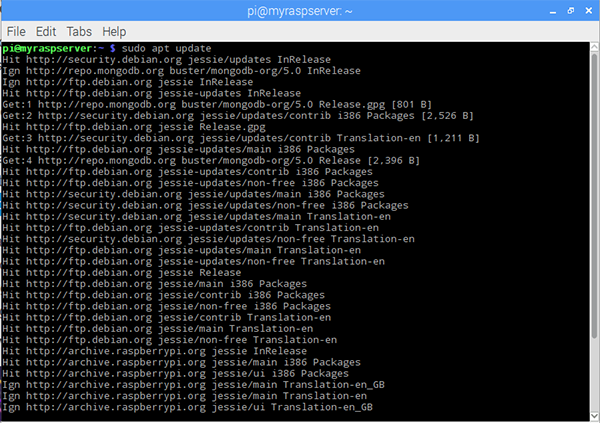 pi@myraspserver: ~
File Edit Tabs Help
pi@myraspserver:~ $ sudo apt update
Hit http://security.debian.org jessie/updates InRelease
Ign http://repo.mongodb.org buster/mongodb-org/5.0 InRelease
Ign http://ftp.debian.org jessie InRelease
Hit http://ftp.debian.org jessie-updates InRelease
Get:1 http://repo.mongodb.org buster/mongodb-org/5.0 Release.gpg [801 B]
Get:2 http://security.debian.org jessie/updates/contrib i386 Packages [2,526 B]
Hit http://ftp.debian.org jessie Release.gpg
Get:3 http://security.debian.org jessie/updates/contrib Translation-en [1,211 B]
Hit http://ftp.debian.org jessie-updates/main i386 Packages
Get:4 http://repo.mongodb.org buster/mongodb-org/5.0 Release [2,396 B]
Hit http://ftp.debian.org jessie-updates/contrib i386 Packages
Hit http://ftp.debian.org jessie-updates/non-free i386 Packages
Hit http://security.debian.org jessie/updates/main i386 Packages
Hit http://security.debian.org jessie/updates/non-free i386 Packages
Hit http://security.debian.org jessie/updates/main Translation-en
Hit http://ftp.debian.org jessie-updates/contrib Translation-en
Hit http://security.debian.org jessie/updates/non-free Translation-en
Hit http://ftp.debian.org jessie-updates/main Translation-en
Hit http://ftp.debian.org jessie-updates/non-free Translation-en
Hit http://ftp.debian.org jessie Release
Hit http://ftp.debian.org jessie/main i386 Packages
Hit http://ftp.debian.org jessie/contrib i386 Packages
Hit http://ftp.debian.org jessie/non-free i386 Packages
Hit http://ftp.debian.org jessie/contrib Translation-en
Hit http://ftp.debian.org jessie/main Translation-en
Hit http://ftp.debian.org jessie/non-free Translation-en
Hit http://archive.raspberrypi.org jessie InRelease
Hit http://archive.raspberrypi.org jessie/main i386 Packages
Hit http://archive.raspberrypi.org jessie/ui i386 Packages
Ign http://archive.raspberrypi.org jessie/main Translation-en_GB
Ign http://archive.raspberrypi.org jessie/main Translation-en
Ign http://archive.raspberrypi.org jessie/ui Translation-en_GB